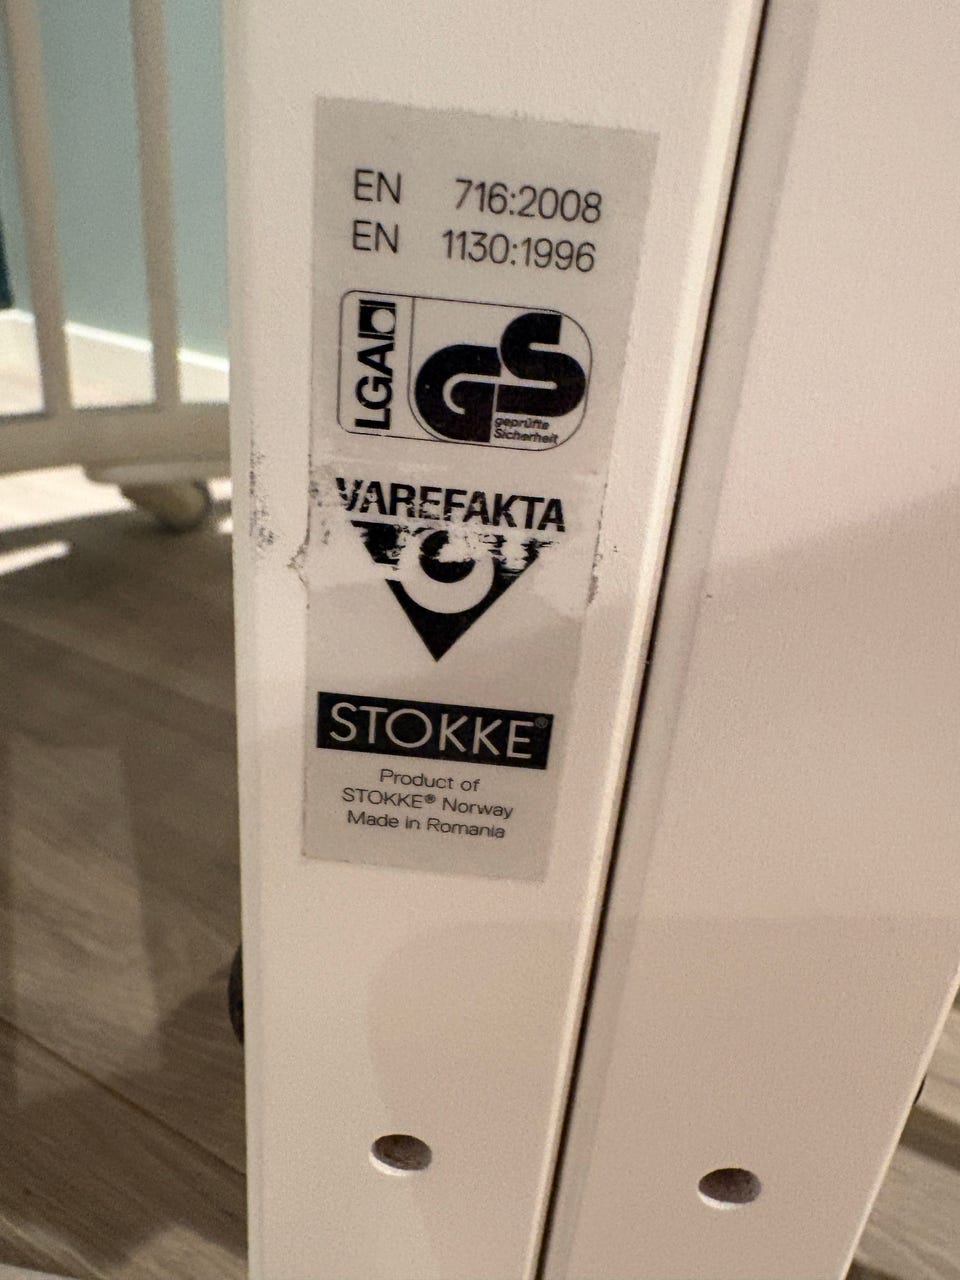 EN 716:2008
EN 1130:1996
LGA
GS
geprüfte
Sicherheit
VAREFAKTA
STOKKE®
Product of
STOKKE® Norway
Made in Romania